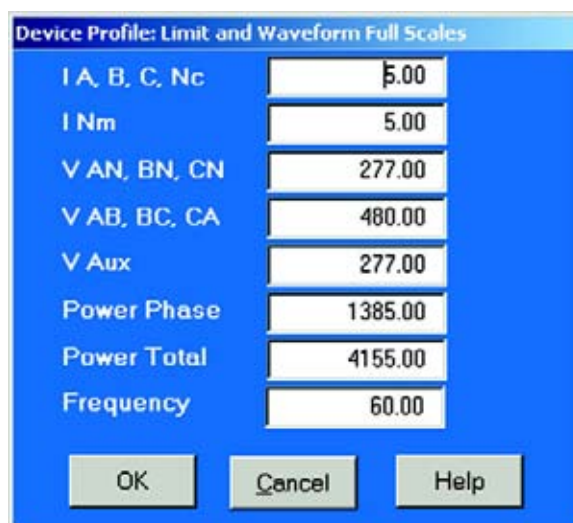 Device Profile: Limit and Waveform Full Scales
I A, B, C, Nc 5.00
I Nm 5.00
V AN, BN, CN 277.00
V AB, BC, CA 480.00
V Aux 277.00
Power Phase 1385.00
Power Total 4155.00
Frequency 60.00
OK Cancel Help